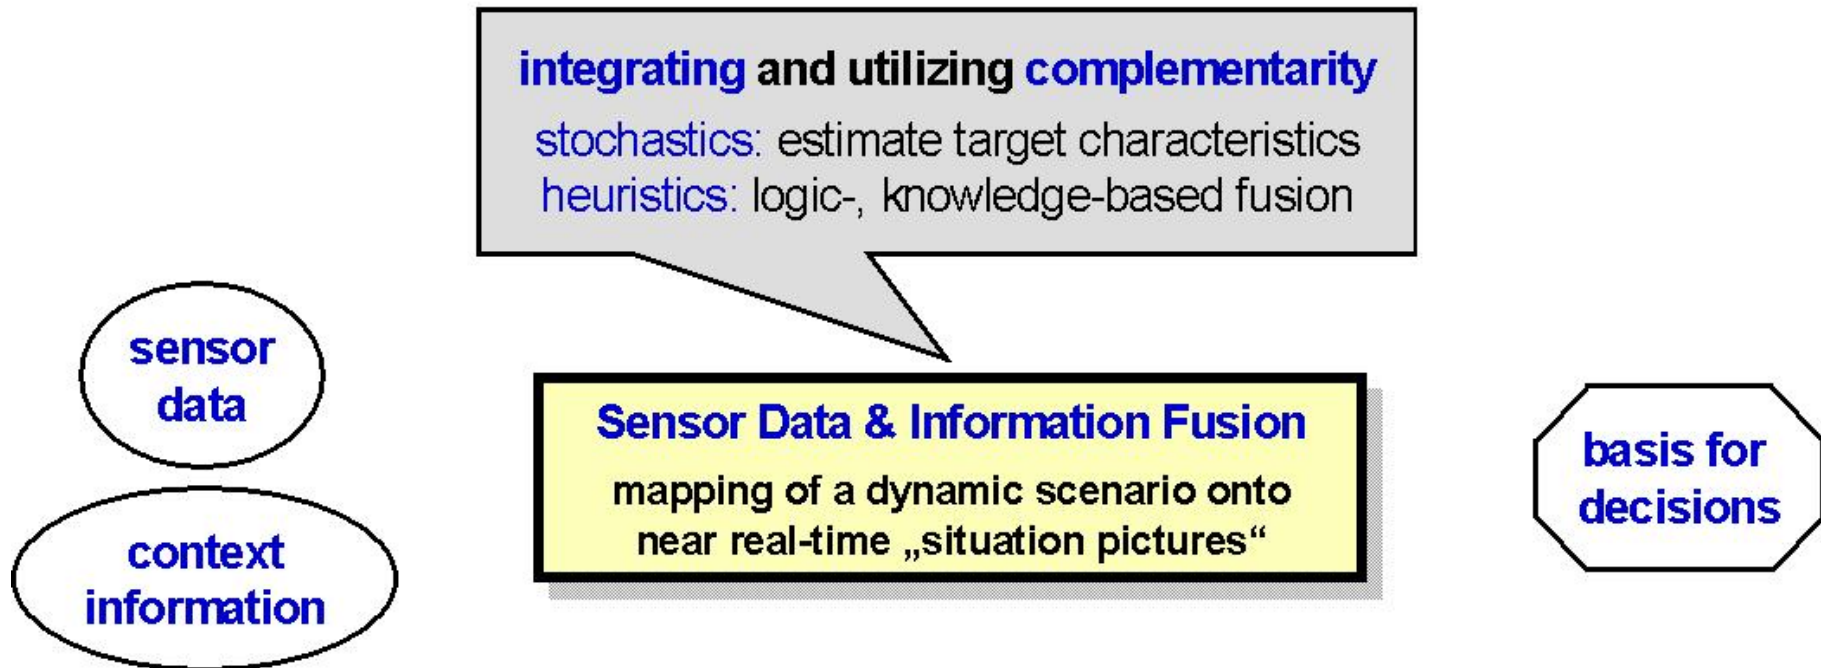 integrating and utilizing complementarity
stochastics: estimate target characteristics
heuristics: logic-, knowledge-based fusion
sensor
data
context
information
Sensor Data & Information Fusion
mapping of a dynamic scenario onto
near real-time „situation pictures“
basis for
decisions